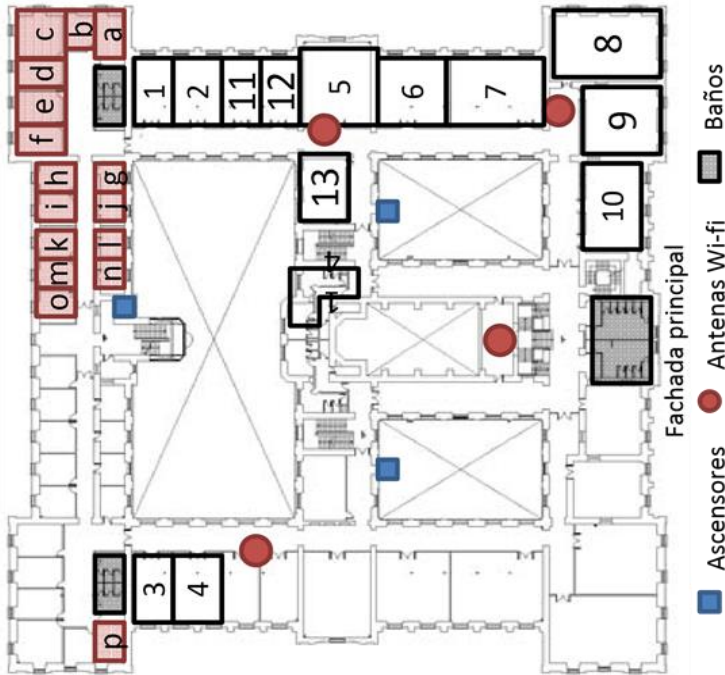 o m k i h f e d c
b
p n l j g a
3 1
4 2
11
12
14
13 5
6
7
10 9 8
Fachada principal
Ascensores Antenas Wi-fi Baños